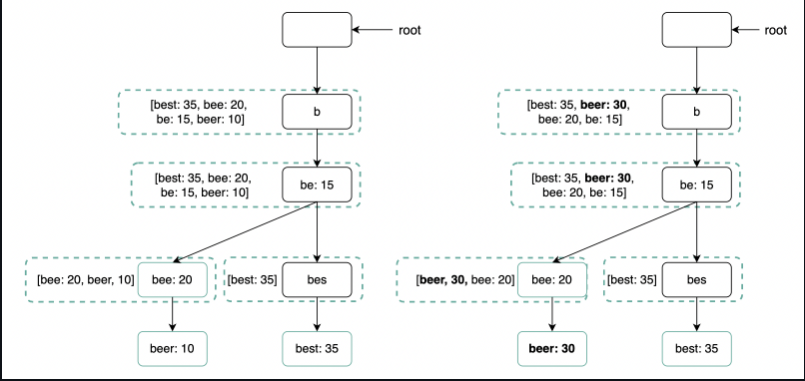 root
[best: 35, bee: 20,
be: 15, beer: 10]
b
[best: 35, bee: 20,
be: 15, beer: 10]
be: 15
[bee: 20, beer, 10]
bee: 20
[best: 35]
bes
beer: 10
best: 35
root
[best: 35, beer: 30,
bee: 20, be: 15]
b
[best: 35, beer: 30,
bee: 20, be: 15]
be: 15
[beer, 30, bee: 20]
bee: 20
[best: 35]
bes
beer: 30
best: 35